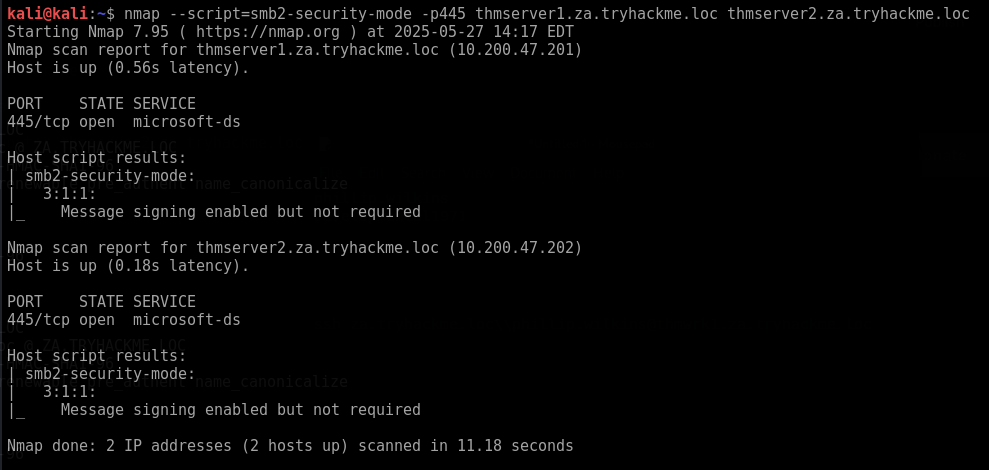 kali@kali:~$ nmap --script=smb2-security-mode -p445 thmserver1.za.tryhackme.loc thmserver2.za.tryhackme.loc
Starting Nmap 7.95 ( https://nmap.org ) at 2025-05-27 14:17 EDT
Nmap scan report for thmserver1.za.tryhackme.loc (10.200.47.201)
Host is up (0.56s latency).

PORT    STATE SERVICE
445/tcp open  microsoft-ds

Host script results:
| smb2-security-mode:
|   3:1:1:
|_    Message signing enabled but not required

Nmap scan report for thmserver2.za.tryhackme.loc (10.200.47.202)
Host is up (0.18s latency).

PORT    STATE SERVICE
445/tcp open  microsoft-ds

Host script results:
| smb2-security-mode:
|   3:1:1:
|_    Message signing enabled but not required

Nmap done: 2 IP addresses (2 hosts up) scanned in 11.18 seconds